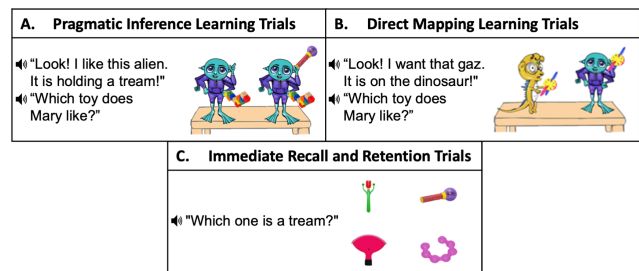 A. Pragmatic Inference Learning Trials
"Look! I like this alien.
It is holding a tream!"
"Which toy does
Mary like?"
B. Direct Mapping Learning Trials
"Look! I want that gaz.
It is on the dinosaur!"
"Which toy does
Mary like?"
C. Immediate Recall and Retention Trials
"Which one is a tream?"